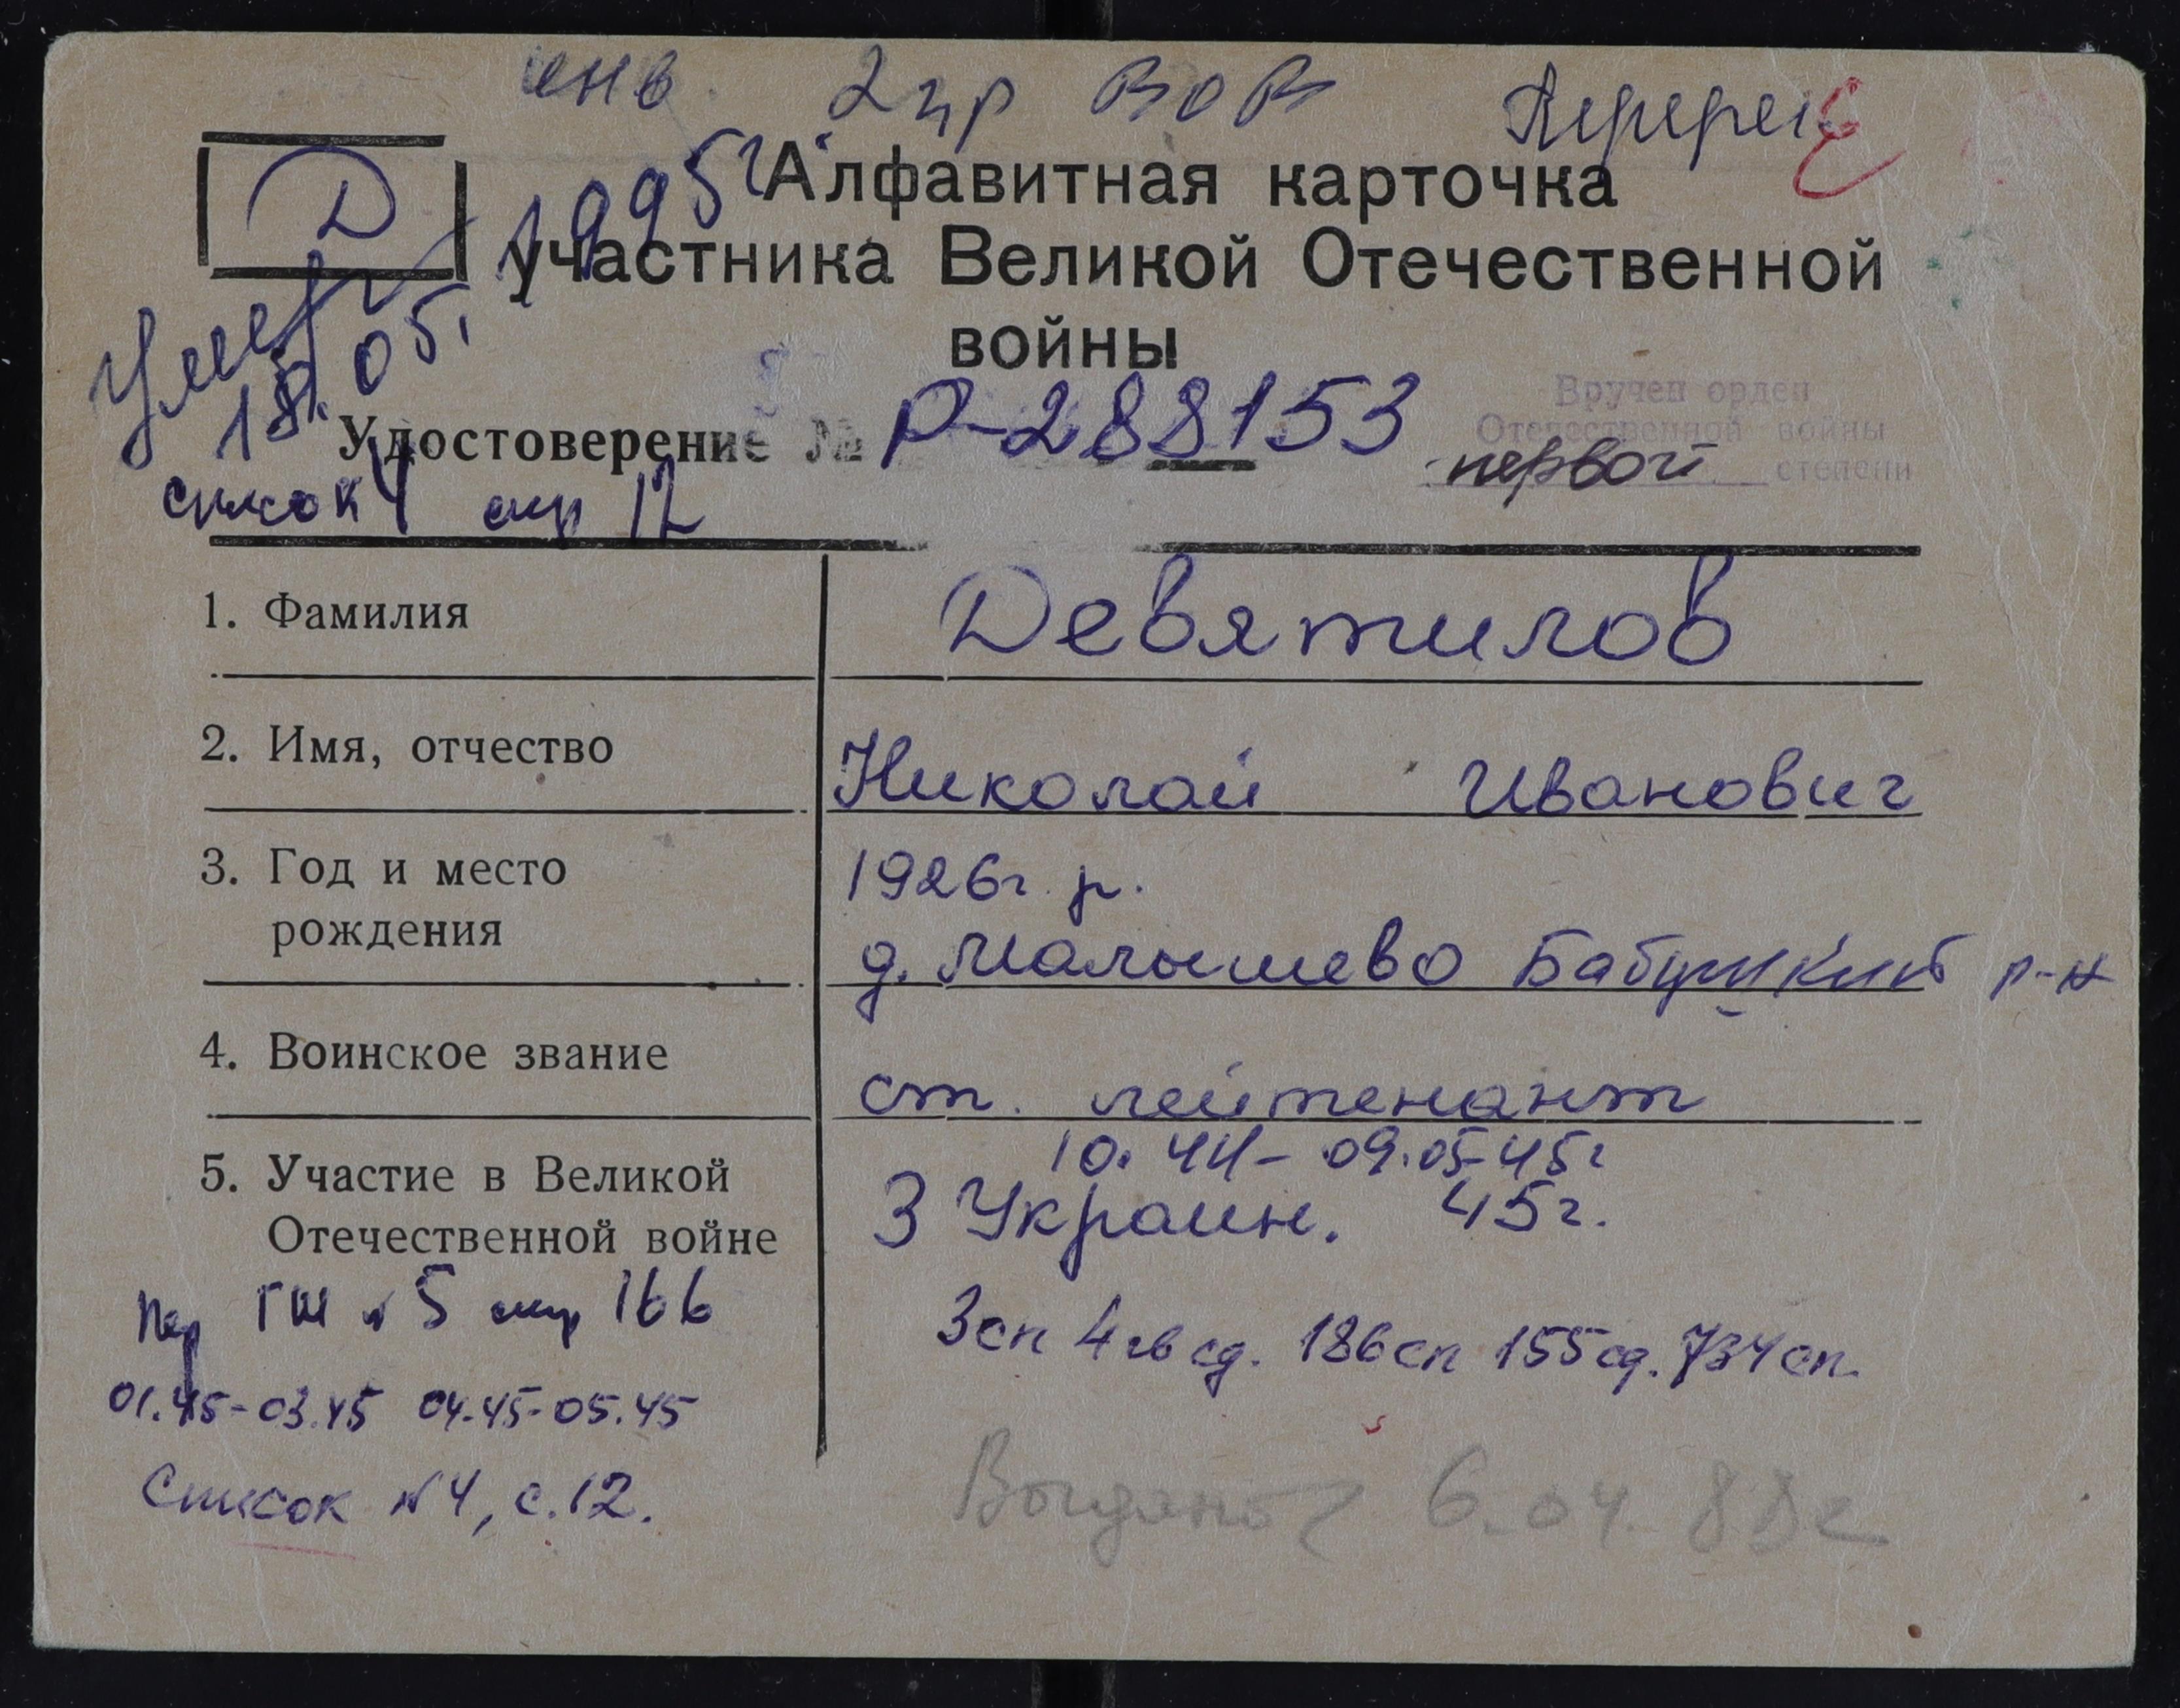 инв. 2 гр ВОВ
Д
Алфавитная карточка
участника Великой Отечественной
войны
Умер 18.05.1995г
Удостоверение № Р-288153
Вручен орден
Отечественной войны
первой степени
список 4 стр 12
1. Фамилия
Девятилов
2. Имя, отчество
Николай Иванович
3. Год и место
рождения
1926г. р.
д. Малышево Бабушкин р-н
4. Воинское звание
ст. лейтенант
5. Участие в Великой
Отечественной войне
10.44-09.05-45г
3 Украин. 45г.
Пер ГШ № 5 стр 166
3сп 4гв сд. 186сп 155сд. 734сп.
01.45-03.45 04.45-05.45
Список №4, с.12.
Выдано 6.04.88г